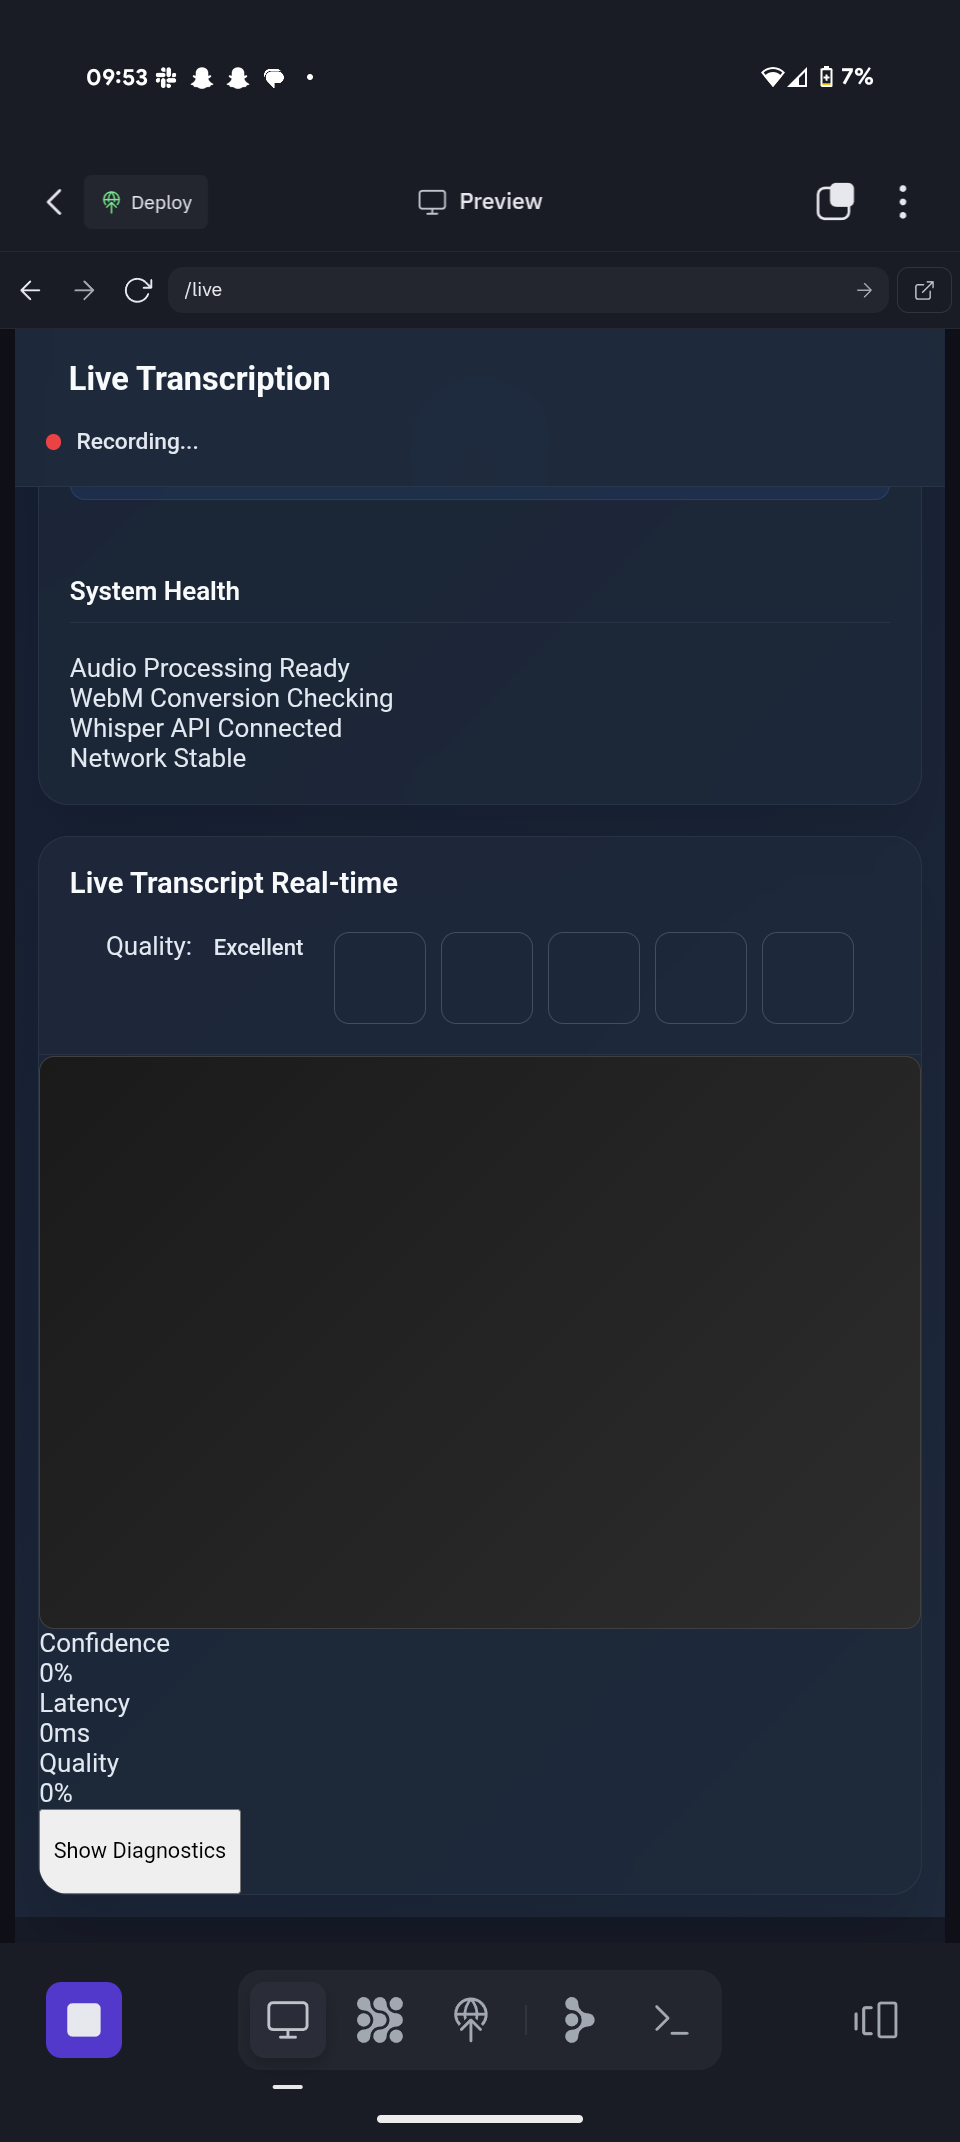 09:53
7%
Deploy
Preview
/live
Live Transcription
Recording...
System Health
Audio Processing Ready
WebM Conversion Checking
Whisper API Connected
Network Stable
Live Transcript Real-time
Quality: Excellent
Confidence
0%
Latency
0ms
Quality
0%
Show Diagnostics